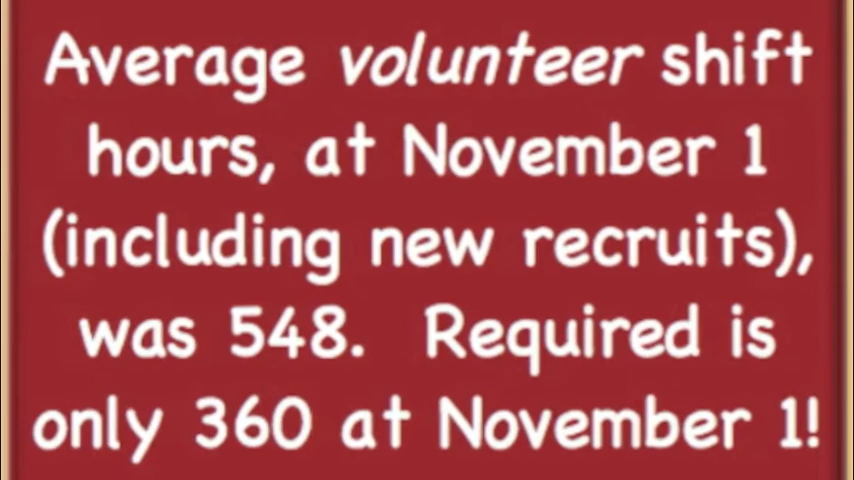 Average volunteer shift
hours, at November 1
(including new recruits),
was 548. Required is
only 360 at November 1!